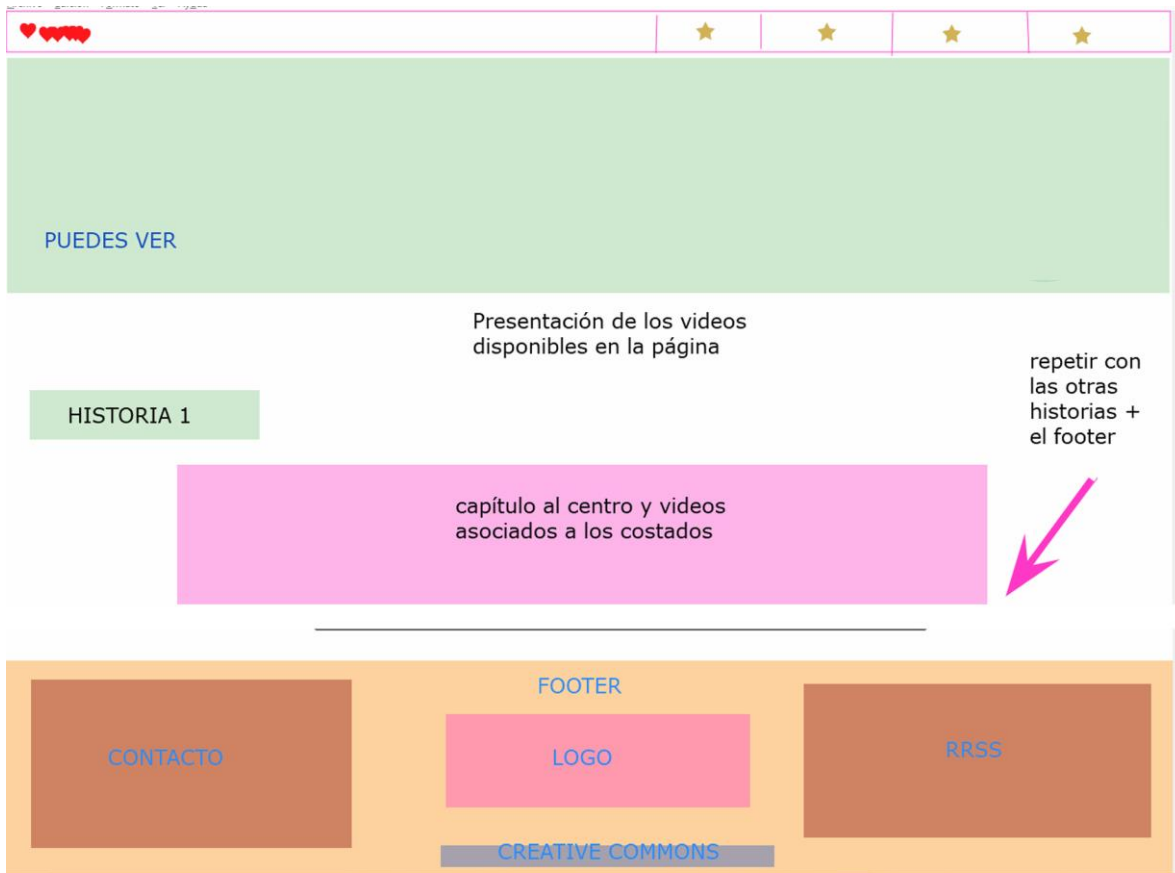 PUEDES VER
Presentación de los videos
disponibles en la página
repetir con
las otras
historias +
el footer
HISTORIA 1
capítulo al centro y videos
asociados a los costados
FOOTER
CONTACTO
LOGO
RRSS
CREATIVE COMMONS